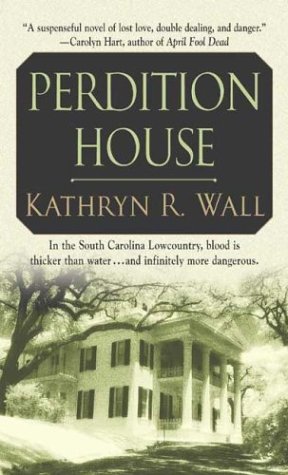 “A suspenseful novel of lost love, double dealing, and danger.”
—Carolyn Hart, author of April Fool Dead
PERDITION
HOUSE
KATHRYN R. WALL
In the South Carolina Lowcountry, blood is
thicker than water...and infinitely more dangerous.